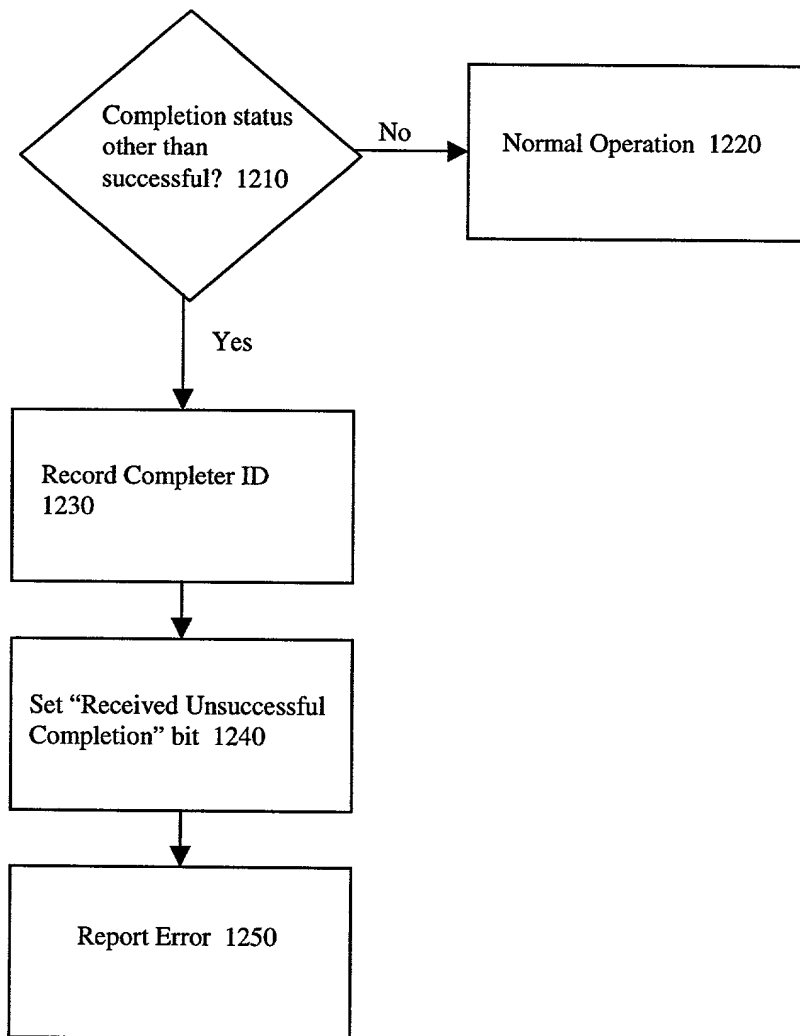 Completion status
other than
successful? 1210
No
Normal Operation 1220
Yes
Record Completer ID
1230
Set “Received Unsuccessful
Completion” bit 1240
Report Error 1250